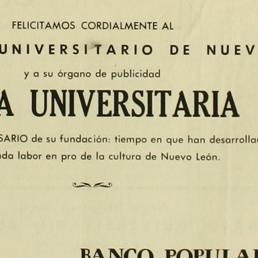 FELICITAMOS CORDIALMENTE AL
UNIVERSITARIO DE NUEV
y a su órgano de publicidad
A UNIVERSITARIA
SARIO de su fundación: tiempo en que han desarrollad
nda labor en pro de la cultura de Nuevo León.
BANCO POPULA